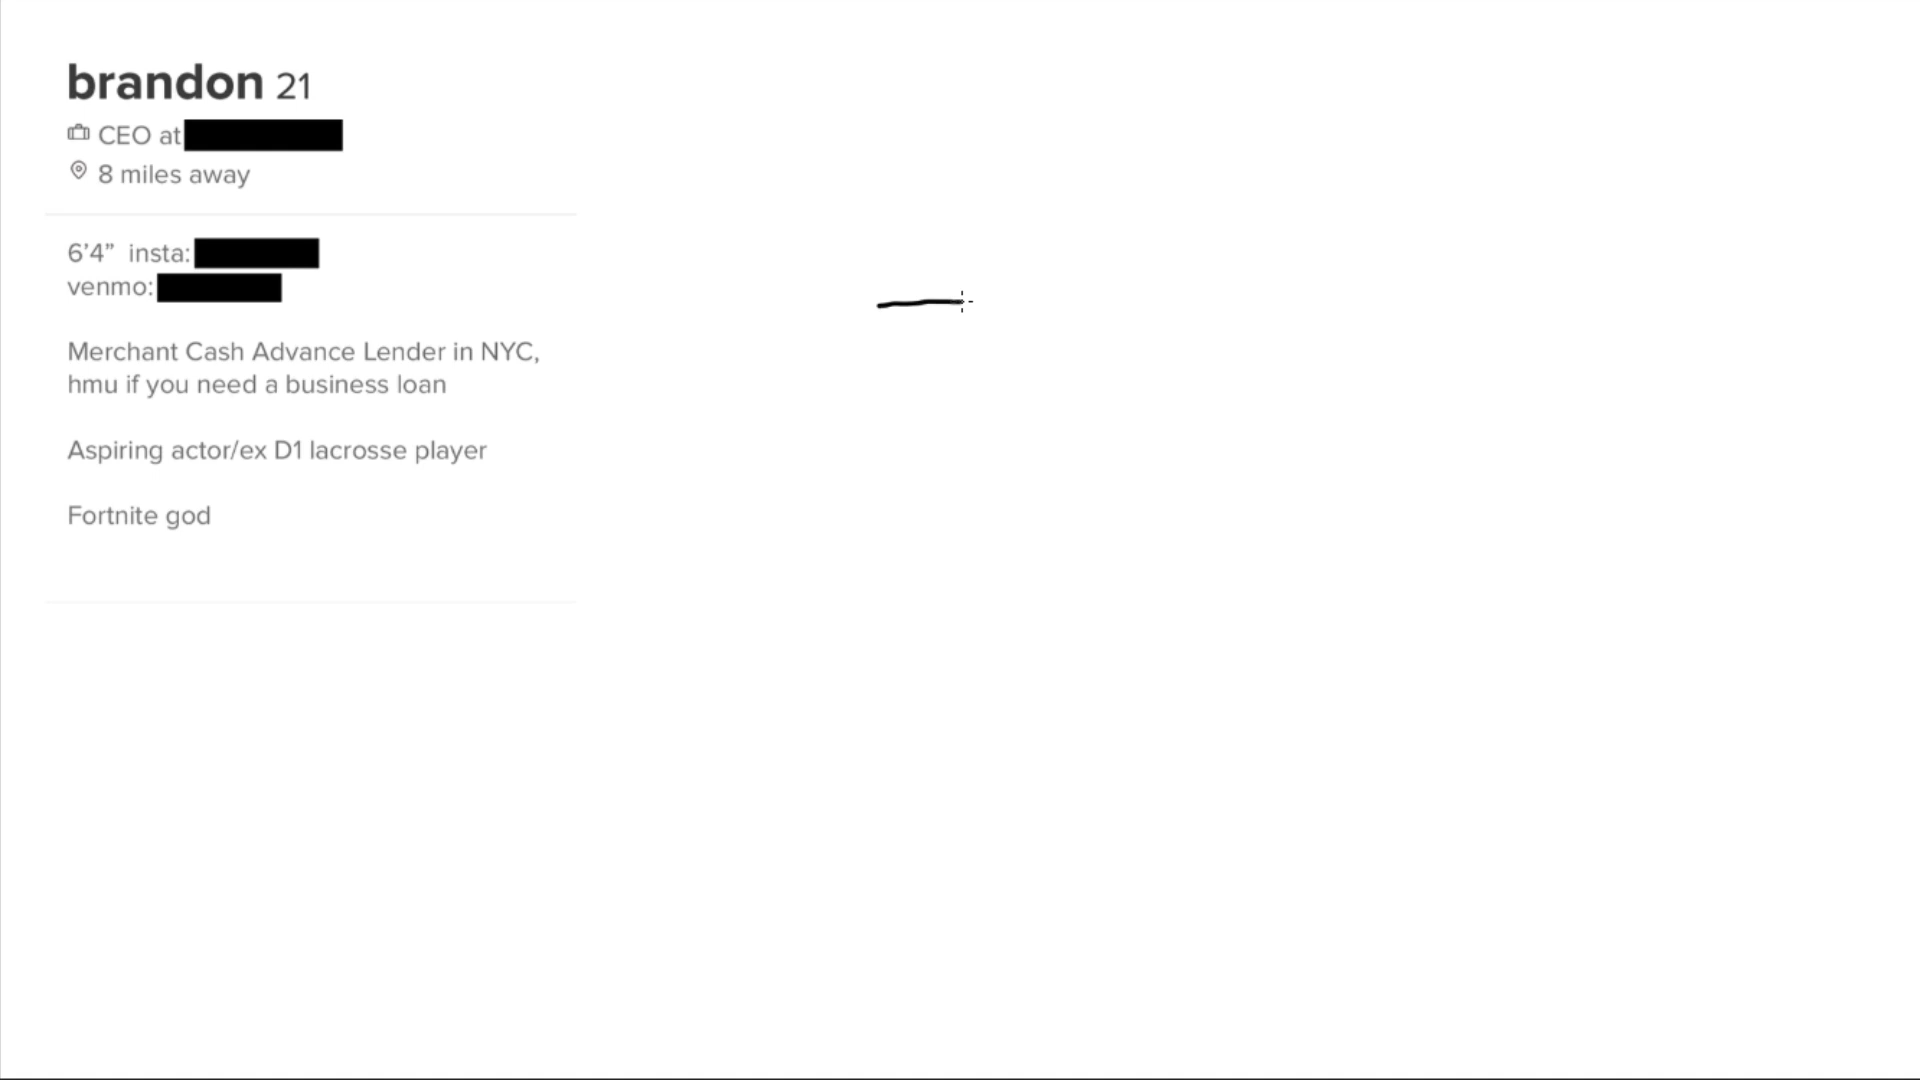 brandon 21
CEO at
8 miles away
6’4” insta:
venmo:
Merchant Cash Advance Lender in NYC,
hmu if you need a business loan
Aspiring actor/ex D1 lacrosse player
Fortnite god